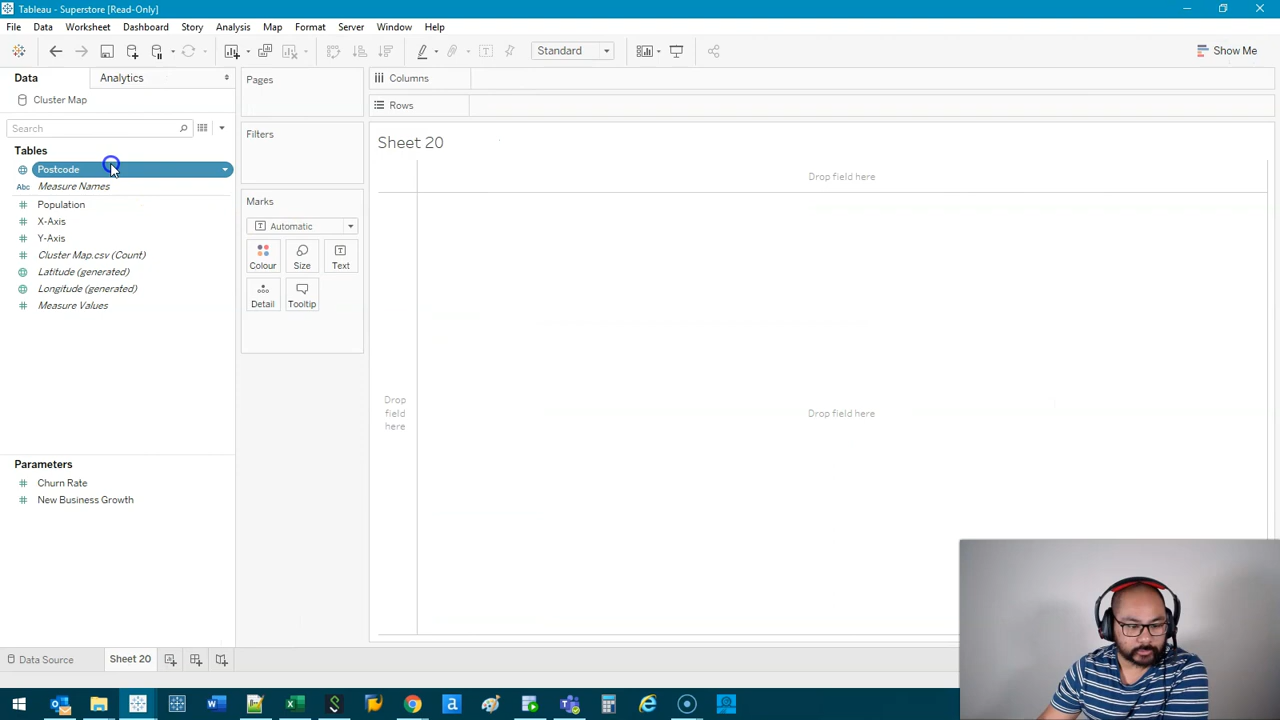 Tableau - Superstore [Read-Only]
File Data Worksheet Dashboard Story Analysis Map Format Server Window Help
Standard
Show Me
Data Analytics
Cluster Map
Search
Tables
Postcode
Abc Measure Names
Population
X-Axis
Y-Axis
Cluster Map.csv (Count)
Latitude (generated)
Longitude (generated)
Measure Values
Parameters
Churn Rate
New Business Growth
Pages
Filters
Marks
Automatic
Colour Size Text
Detail Tooltip
Columns
Rows
Sheet 20
Drop field here
Drop
field
here
Drop field here
Data Source Sheet 20